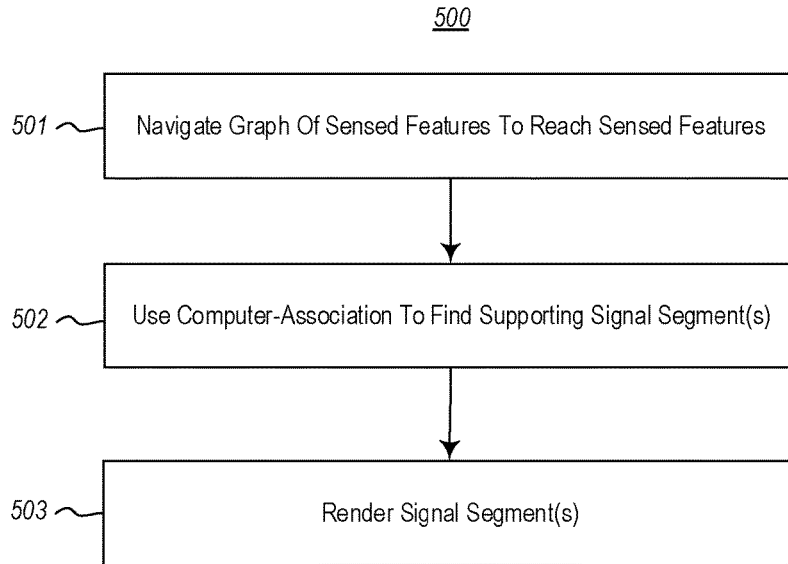 500
501
Navigate Graph Of Sensed Features To Reach Sensed Features
502
Use Computer-Association To Find Supporting Signal Segment(s)
503
Render Signal Segment(s)